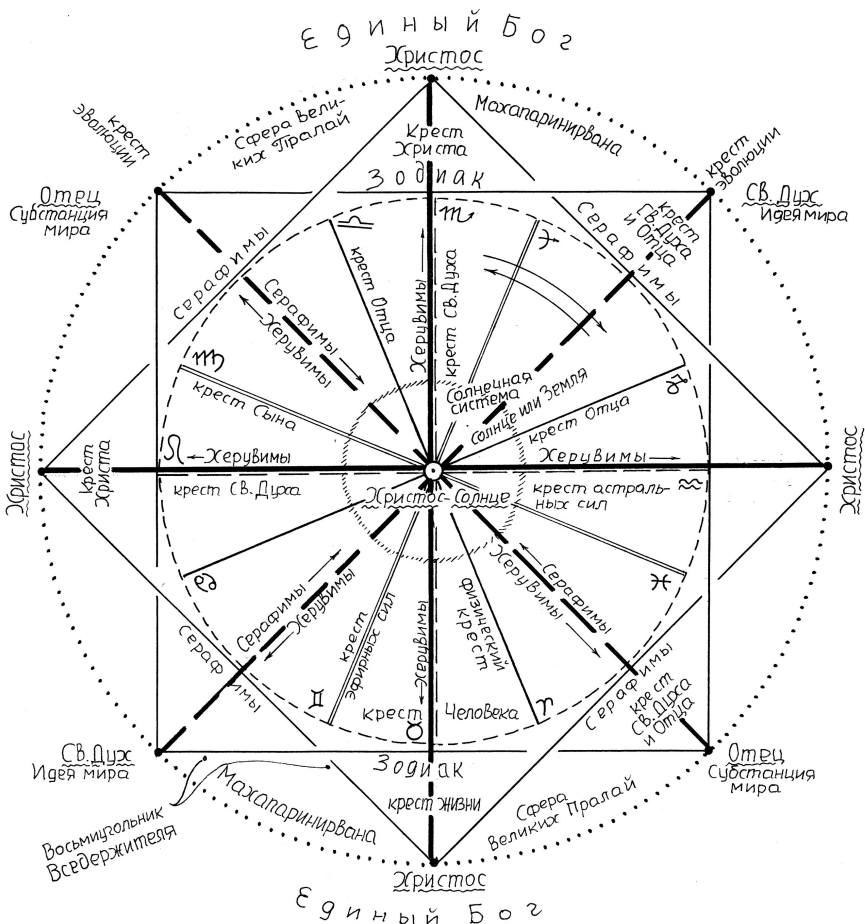 Единый Бог
Христос
Махапаринирвана
Сфера Вели-
ких Пралай
крест
эволюции
крест
эволюции
Крест
Христа
Зодиак
Отец
Субстанция
мира
Св. Дух
Идея мира
крест
Св. Духа
и Отца
Серафимы
Серафимы
♎
♏
♐
крест Отца
Херувимы
крест Св. Духа
Серафимы
Херувимы
♍
крест Сына
Солнечная
система
Солнце или Земля
крест Отца
♑
Христос
крест
Христа
♌
Херувимы
Херувимы
Христос
крест Св. Духа
Христос-Солнце
крест астраль-
ных сил
♒
♋
Серафимы
Херувимы
крест
эфирных сил
Херувимы
физический
крест
Серафимы
Херувимы
♓
Серафимы
♊
крест
♉
Человека
♈
Серафимы
крест
Св. Духа
и Отца
Св. Дух
Идея мира
Зодиак
Отец
Субстанция
мира
крест жизни
Махапаринирвана
Сфера
Великих Пралай
Восьмиугольник
Вседержителя
Христос
Единый Бог